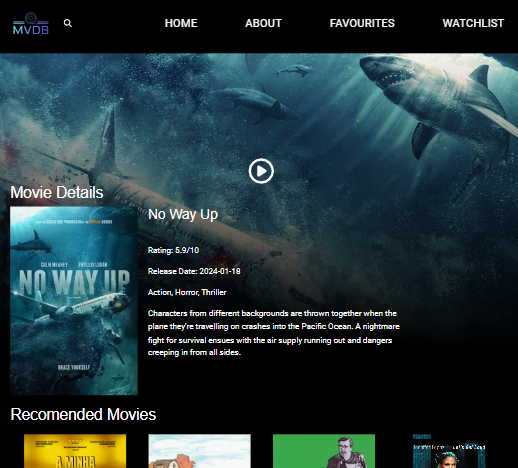 MVDB
HOME ABOUT FAVOURITES WATCHLIST
Movie Details
No Way Up
Rating: 5.9/10
Release Date: 2024-01-18
Action, Horror, Thriller
Characters from different backgrounds are thrown together when the
plane they're travelling on crashes into the Pacific Ocean. A nightmare
fight for survival ensues with the air supply running out and dangers
creeping in from all sides.
COLM MEANEY PHYLLIS LOGAN
NO WAY UP
BRACE YOURSELF
Recomended Movies
A MINHA